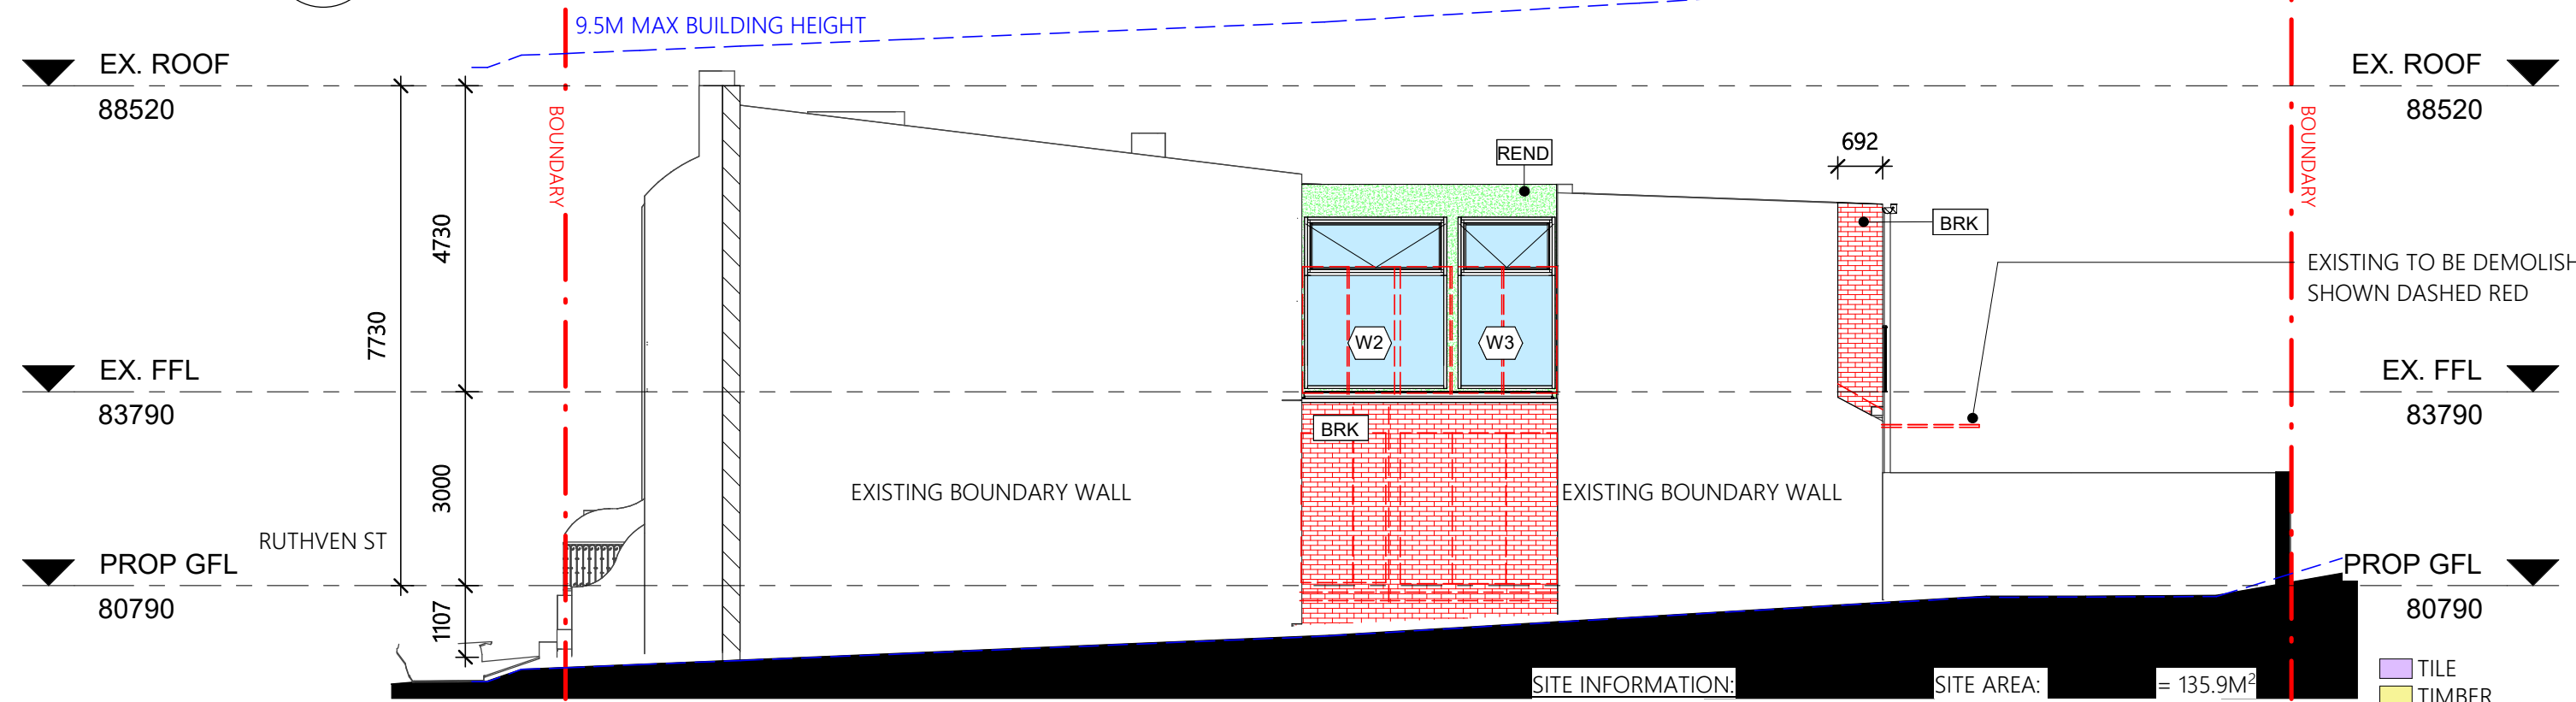 9.5M MAX BUILDING HEIGHT
EX. ROOF
88520
EX. ROOF
88520
BOUNDARY
BOUNDARY
REND
692
BRK
4730
7730
EXISTING TO BE DEMOLISH
SHOWN DASHED RED
W2
W3
EX. FFL
83790
EX. FFL
83790
BRK
3000
EXISTING BOUNDARY WALL
EXISTING BOUNDARY WALL
RUTHVEN ST
PROP GFL
80790
PROP GFL
80790
1107
SITE INFORMATION:
SITE AREA:
= 135.9M²
TILE
TIMBER